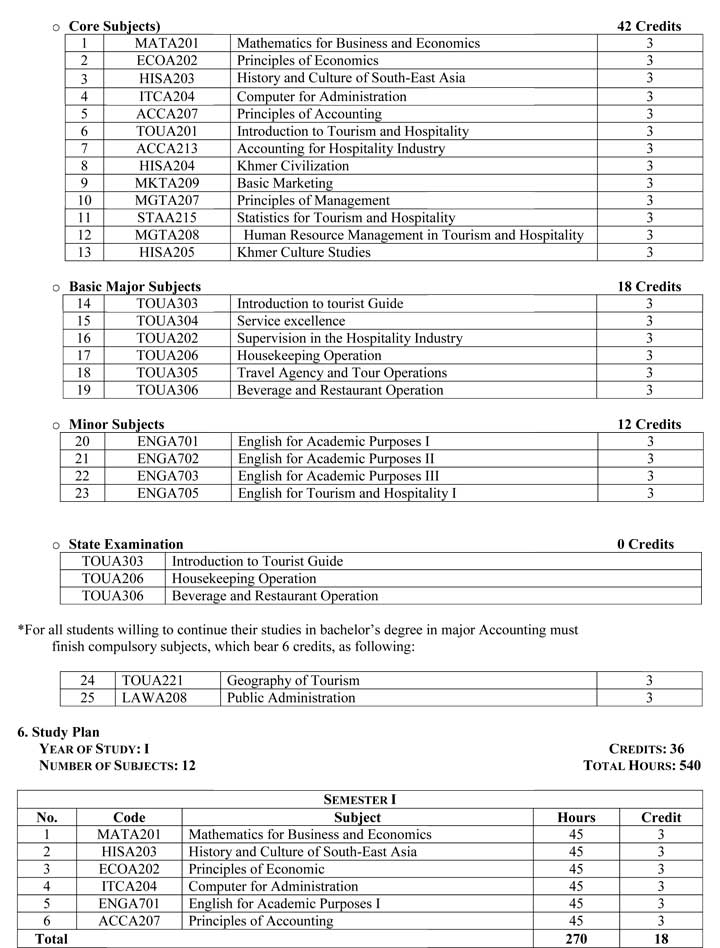 o Core Subjects) 42 Credits
1 MATA201 Mathematics for Business and Economics 3
2 ECOA202 Principles of Economics 3
3 HISA203 History and Culture of South-East Asia 3
4 ITCA204 Computer for Administration 3
5 ACCA207 Principles of Accounting 3
6 TOUA201 Introduction to Tourism and Hospitality 3
7 ACCA213 Accounting for Hospitality Industry 3
8 HISA204 Khmer Civilization 3
9 MKTA209 Basic Marketing 3
10 MGTA207 Principles of Management 3
11 STAA215 Statistics for Tourism and Hospitality 3
12 MGTA208 Human Resource Management in Tourism and Hospitality 3
13 HISA205 Khmer Culture Studies 3
o Basic Major Subjects 18 Credits
14 TOUA303 Introduction to tourist Guide 3
15 TOUA304 Service excellence 3
16 TOUA202 Supervision in the Hospitality Industry 3
17 TOUA206 Housekeeping Operation 3
18 TOUA305 Travel Agency and Tour Operations 3
19 TOUA306 Beverage and Restaurant Operation 3
o Minor Subjects 12 Credits
20 ENGA701 English for Academic Purposes I 3
21 ENGA702 English for Academic Purposes II 3
22 ENGA703 English for Academic Purposes III 3
23 ENGA705 English for Tourism and Hospitality I 3
o State Examination 0 Credits
TOUA303 Introduction to Tourist Guide
TOUA206 Housekeeping Operation
TOUA306 Beverage and Restaurant Operation
*For all students willing to continue their studies in bachelor’s degree in major Accounting must
finish compulsory subjects, which bear 6 credits, as following:
24 TOUA221 Geography of Tourism 3
25 LAWA208 Public Administration 3
6. Study Plan
YEAR OF STUDY: I CREDITS: 36
NUMBER OF SUBJECTS: 12 TOTAL HOURS: 540
SEMESTER I
No. Code Subject Hours Credit
1 MATA201 Mathematics for Business and Economics 45 3
2 HISA203 History and Culture of South-East Asia 45 3
3 ECOA202 Principles of Economic 45 3
4 ITCA204 Computer for Administration 45 3
5 ENGA701 English for Academic Purposes I 45 3
6 ACCA207 Principles of Accounting 45 3
Total 270 18